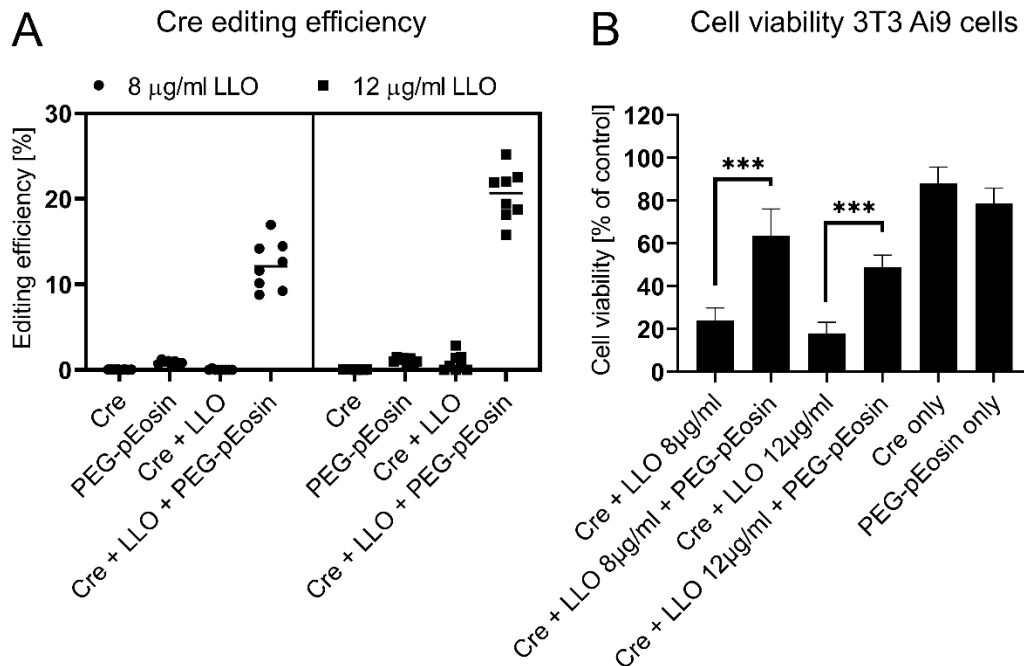 A
Cre editing efficiency
8 μg/ml LLO
12 μg/ml LLO
Editing efficiency [%]
30
20
10
0
Cre
PEG-pEosin
Cre + LLO
Cre + LLO + PEG-pEosin
Cre
PEG-pEosin
Cre + LLO
Cre + LLO + PEG-pEosin
B
Cell viability 3T3 Ai9 cells
Cell viability [% of control]
120
100
80
60
40
20
0
***
***
Cre + LLO 8µg/ml
Cre + LLO 8µg/ml + PEG-pEosin
Cre + LLO 12µg/ml
Cre + LLO 12µg/ml + PEG-pEosin
Cre only
PEG-pEosin only